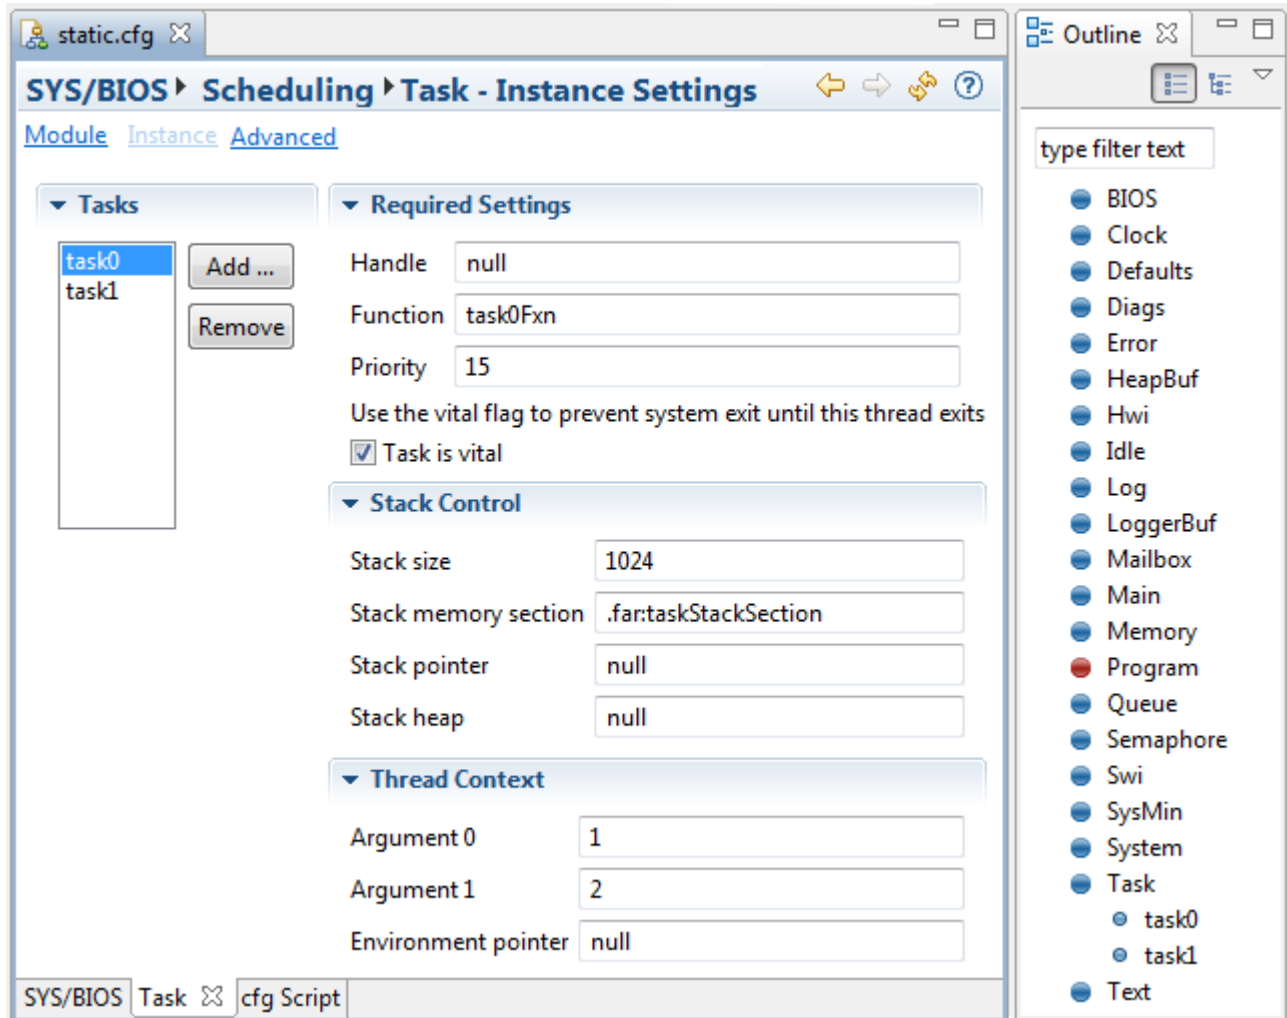 static.cfg
SYS/BIOS Scheduling Task - Instance Settings
Module Instance Advanced
Tasks
task0
task1
Add ...
Remove
Required Settings
Handle null
Function task0Fxn
Priority 15
Use the vital flag to prevent system exit until this thread exits
Task is vital
Stack Control
Stack size 1024
Stack memory section .far:taskStackSection
Stack pointer null
Stack heap null
Thread Context
Argument 0 1
Argument 1 2
Environment pointer null
SYS/BIOS Task cfg Script
Outline
type filter text
BIOS
Clock
Defaults
Diags
Error
HeapBuf
Hwi
Idle
Log
LoggerBuf
Mailbox
Main
Memory
Program
Queue
Semaphore
Swi
SysMin
System
Task
task0
task1
Text